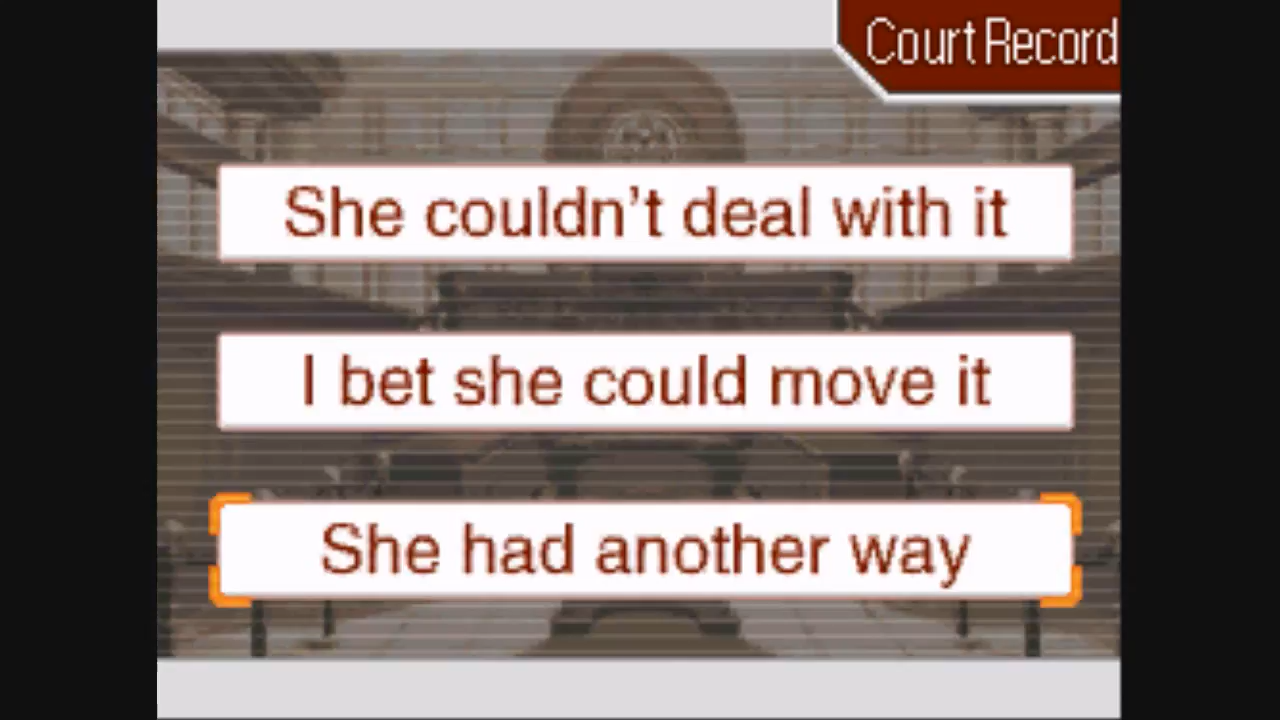 Court Record
She couldn’t deal with it
I bet she could move it
She had another way